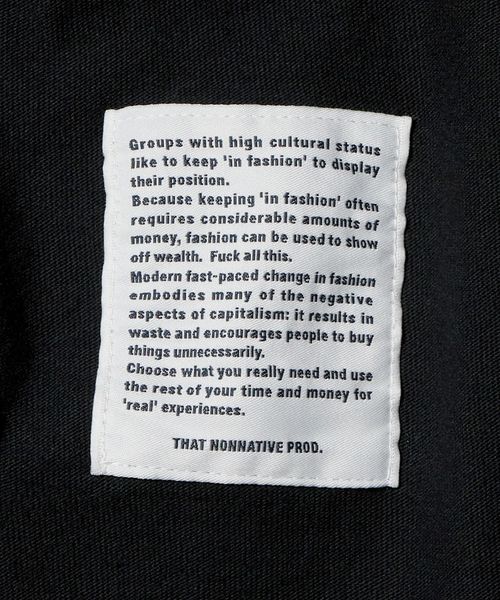 Groups with high cultural status
like to keep 'in fashion' to display
their position.
Because keeping 'in fashion' often
requires considerable amounts of
money, fashion can be used to show
off wealth. Fuck all this.
Modern fast-paced change in fashion
embodies many of the negative
aspects of capitalism: it results in
waste and encourages people to buy
things unnecessarily.
Choose what you really need and use
the rest of your time and money for
'real' experiences.
THAT NONNATIVE PROD.